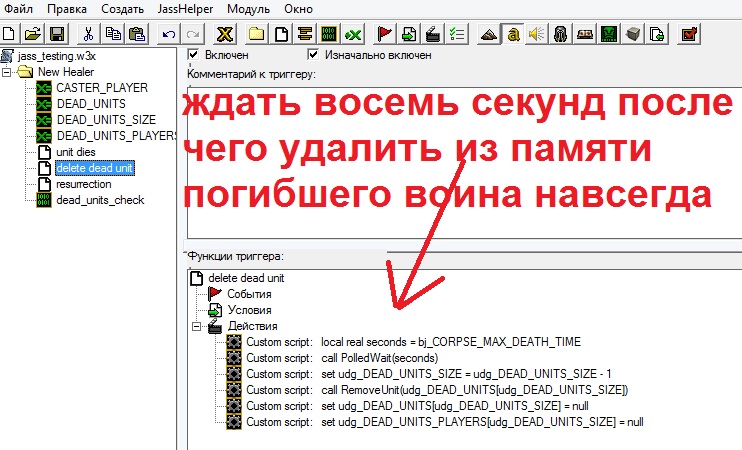 Файл Правка Создать JassHelper Модуль Окно
jass_testing.w3x
New Healer
CASTER_PLAYER
DEAD_UNITS
DEAD_UNITS_SIZE
DEAD_UNITS_PLAYERS
unit dies
delete dead unit
resurrection
dead_units_check
Включен Изначально включен
Комментарий к триггеру:
ждать восемь секунд после
чего удалить из памяти
погибшего воина навсегда
Функции триггера:
delete dead unit
События
Условия
Действия
Custom script: local real seconds = bj_CORPSE_MAX_DEATH_TIME
Custom script: call PolledWait(seconds)
Custom script: set udg_DEAD_UNITS_SIZE = udg_DEAD_UNITS_SIZE - 1
Custom script: call RemoveUnit(udg_DEAD_UNITS[udg_DEAD_UNITS_SIZE])
Custom script: set udg_DEAD_UNITS[udg_DEAD_UNITS_SIZE] = null
Custom script: set udg_DEAD_UNITS_PLAYERS[udg_DEAD_UNITS_SIZE] = null